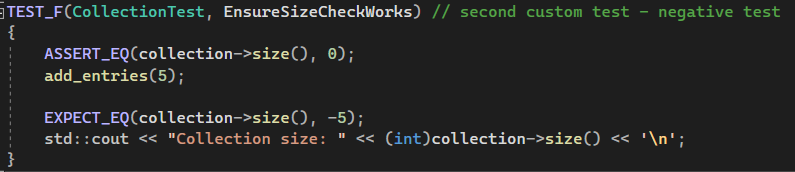 TEST_F(CollectionTest, EnsureSizeCheckWorks) // second custom test - negative test
{
    ASSERT_EQ(collection->size(), 0);
    add_entries(5);

    EXPECT_EQ(collection->size(), -5);
    std::cout << "Collection size: " << (int)collection->size() << '\n';
}